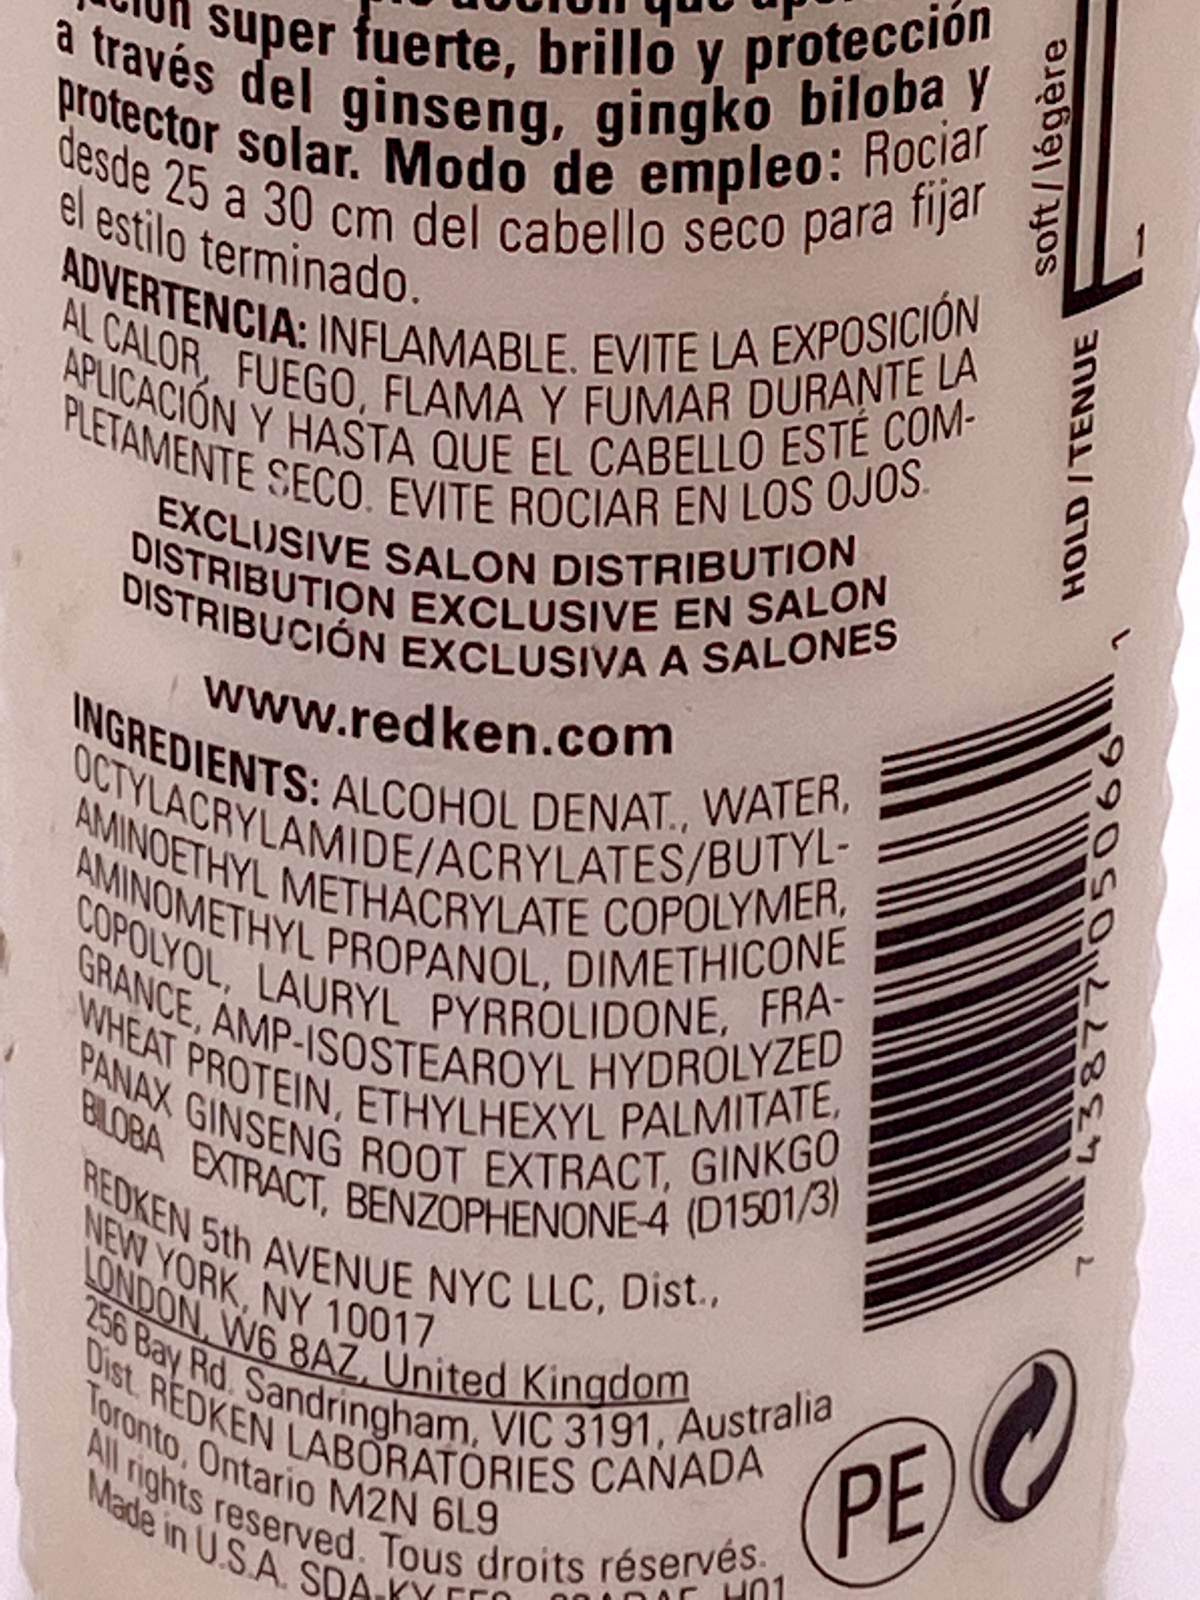 super fuerte, brillo y protección
a través del ginseng, gingko biloba y
protector solar. Modo de empleo: Rociar
desde 25 a 30 cm del cabello seco para fijar
el estilo terminado.
ADVERTENCIA: INFLAMABLE. EVITE LA EXPOSICIÓN
AL CALOR, FUEGO, FLAMA Y FUMAR DURANTE LA
APLICACIÓN Y HASTA QUE EL CABELLO ESTÉ COM-
PLETAMENTE SECO. EVITE ROCIAR EN LOS OJOS.
EXCLUSIVE SALON DISTRIBUTION
DISTRIBUTION EXCLUSIVE EN SALON
DISTRIBUCIÓN EXCLUSIVA A SALONES
www.redken.com
INGREDIENTS: ALCOHOL DENAT., WATER,
OCTYLACRYLAMIDE/ACRYLATES/BUTYL-
AMINOETHYL METHACRYLATE COPOLYMER,
AMINOMETHYL PROPANOL, DIMETHICONE
COPOLYOL, LAURYL PYRROLIDONE, FRA-
GRANCE, AMP-ISOSTEAROYL HYDROLYZED
WHEAT PROTEIN, ETHYLHEXYL PALMITATE,
PANAX GINSENG ROOT EXTRACT, GINKGO
BILOBA EXTRACT, BENZOPHENONE-4 (D1501/3)
REDKEN 5th AVENUE NYC LLC, Dist.,
NEW YORK, NY 10017
LONDON, W6 8AZ, United Kingdom
256 Bay Rd. Sandringham, VIC 3191, Australia
Dist. REDKEN LABORATORIES CANADA
Toronto, Ontario M2N 6L9
All rights reserved. Tous droits réservés.
Made in U.S.A.
soft / légère
1
HOLD / TENUE
7 43877 05066 1
PE